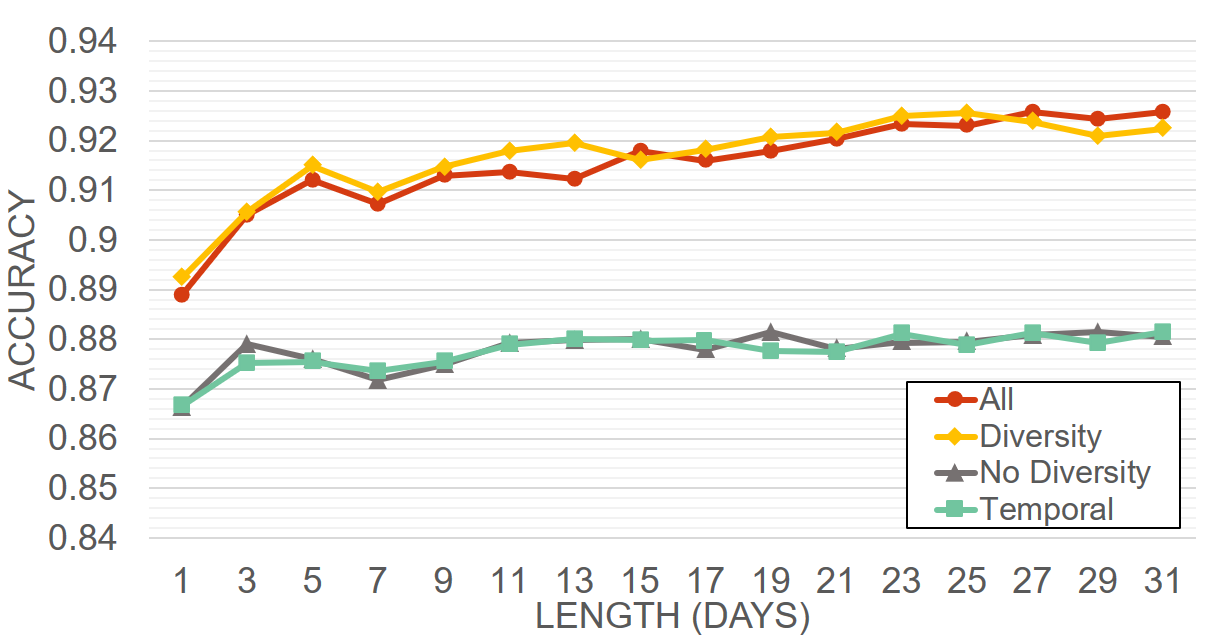 0.94
0.93
0.92
0.91
0.9
0.89
0.88
0.87
0.86
0.85
0.84
ACCURACY
1 3 5 7 9 11 13 15 17 19 21 23 25 27 29 31
LENGTH (DAYS)
All
Diversity
No Diversity
Temporal